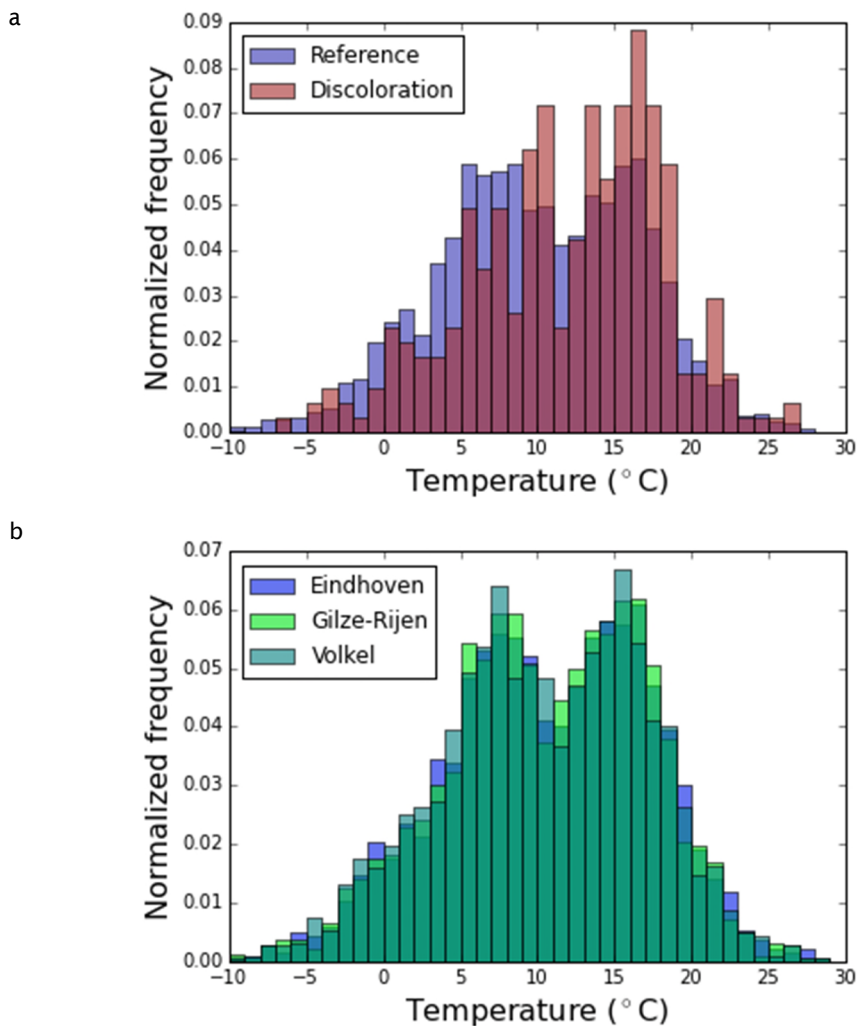 a
0.09
0.08
0.07
0.06
0.05
0.04
0.03
0.02
0.01
0.00
Normalized frequency
Reference
Discoloration
−10 −5 0 5 10 15 20 25 30
Temperature (°C)
b
0.07
0.06
0.05
0.04
0.03
0.02
0.01
0.00
Normalized frequency
Eindhoven
Gilze-Rijen
Volkel
−10 −5 0 5 10 15 20 25 30
Temperature (°C)